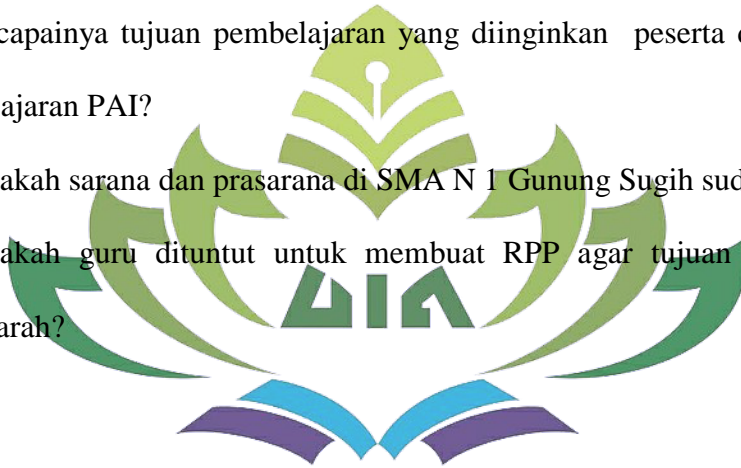 capainya tujuan pembelajaran yang diinginkan peserta
ajaran PAI?
akah sarana dan prasarana di SMA N 1 Gunung Sugih sud
akah guru dituntut untuk membuat RPP agar tujuan
arah?
UIN